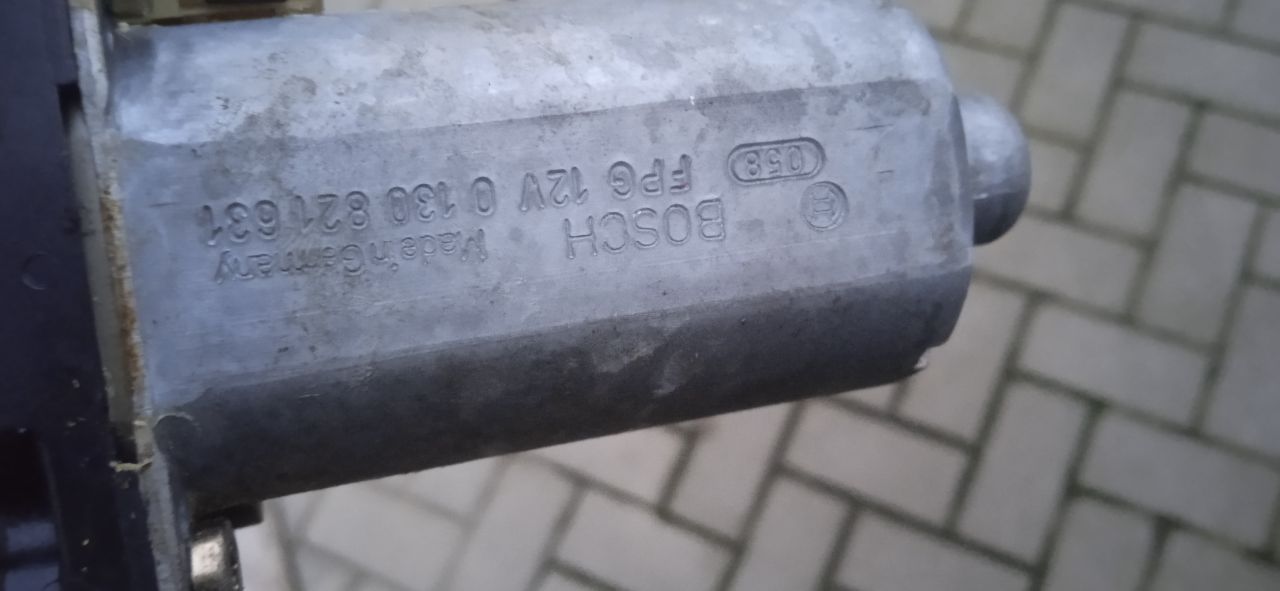 BOSCH Made in Germany
058 FPG 12V 0 130 821 631